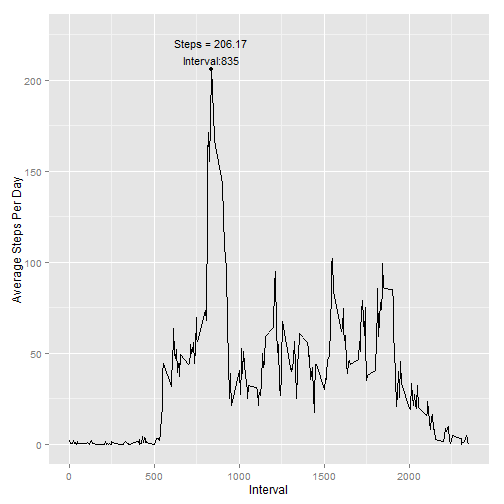 Steps = 206.17
Interval:835
200
150
100
50
0
Average Steps Per Day
0 500 1000 1500 2000
Interval